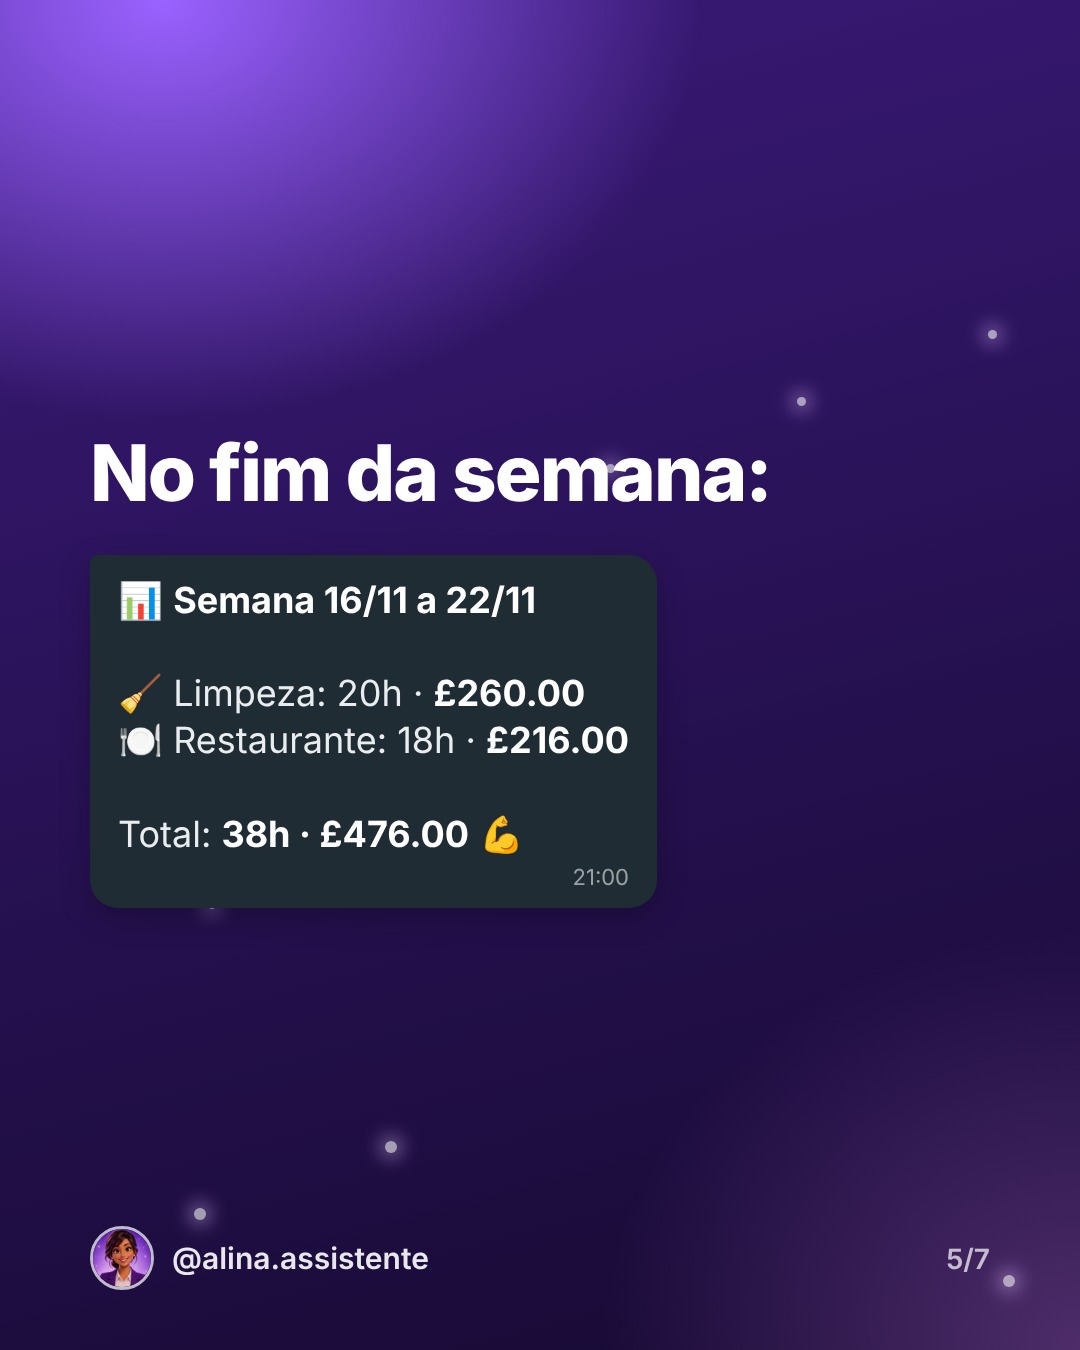 No fim da semana:
📊 Semana 16/11 a 22/11
🧹 Limpeza: 20h · £260.00
🍽️ Restaurante: 18h · £216.00
Total: 38h · £476.00 💪
21:00
@alina.assistente
5/7